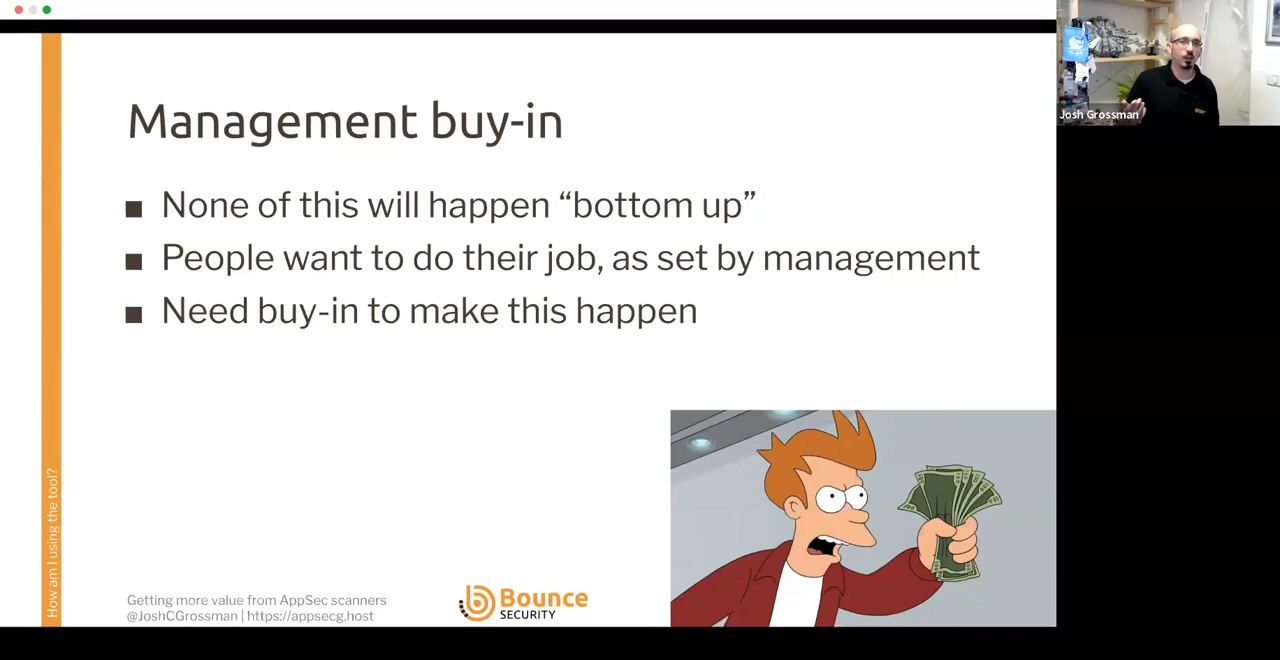 Management buy-in
■ None of this will happen “bottom up”
■ People want to do their job, as set by management
■ Need buy-in to make this happen
How am I using the tool?
Getting more value from AppSec scanners
@JoshCGrossman | https://appsecg.host
Bounce
SECURITY
Josh Grossman